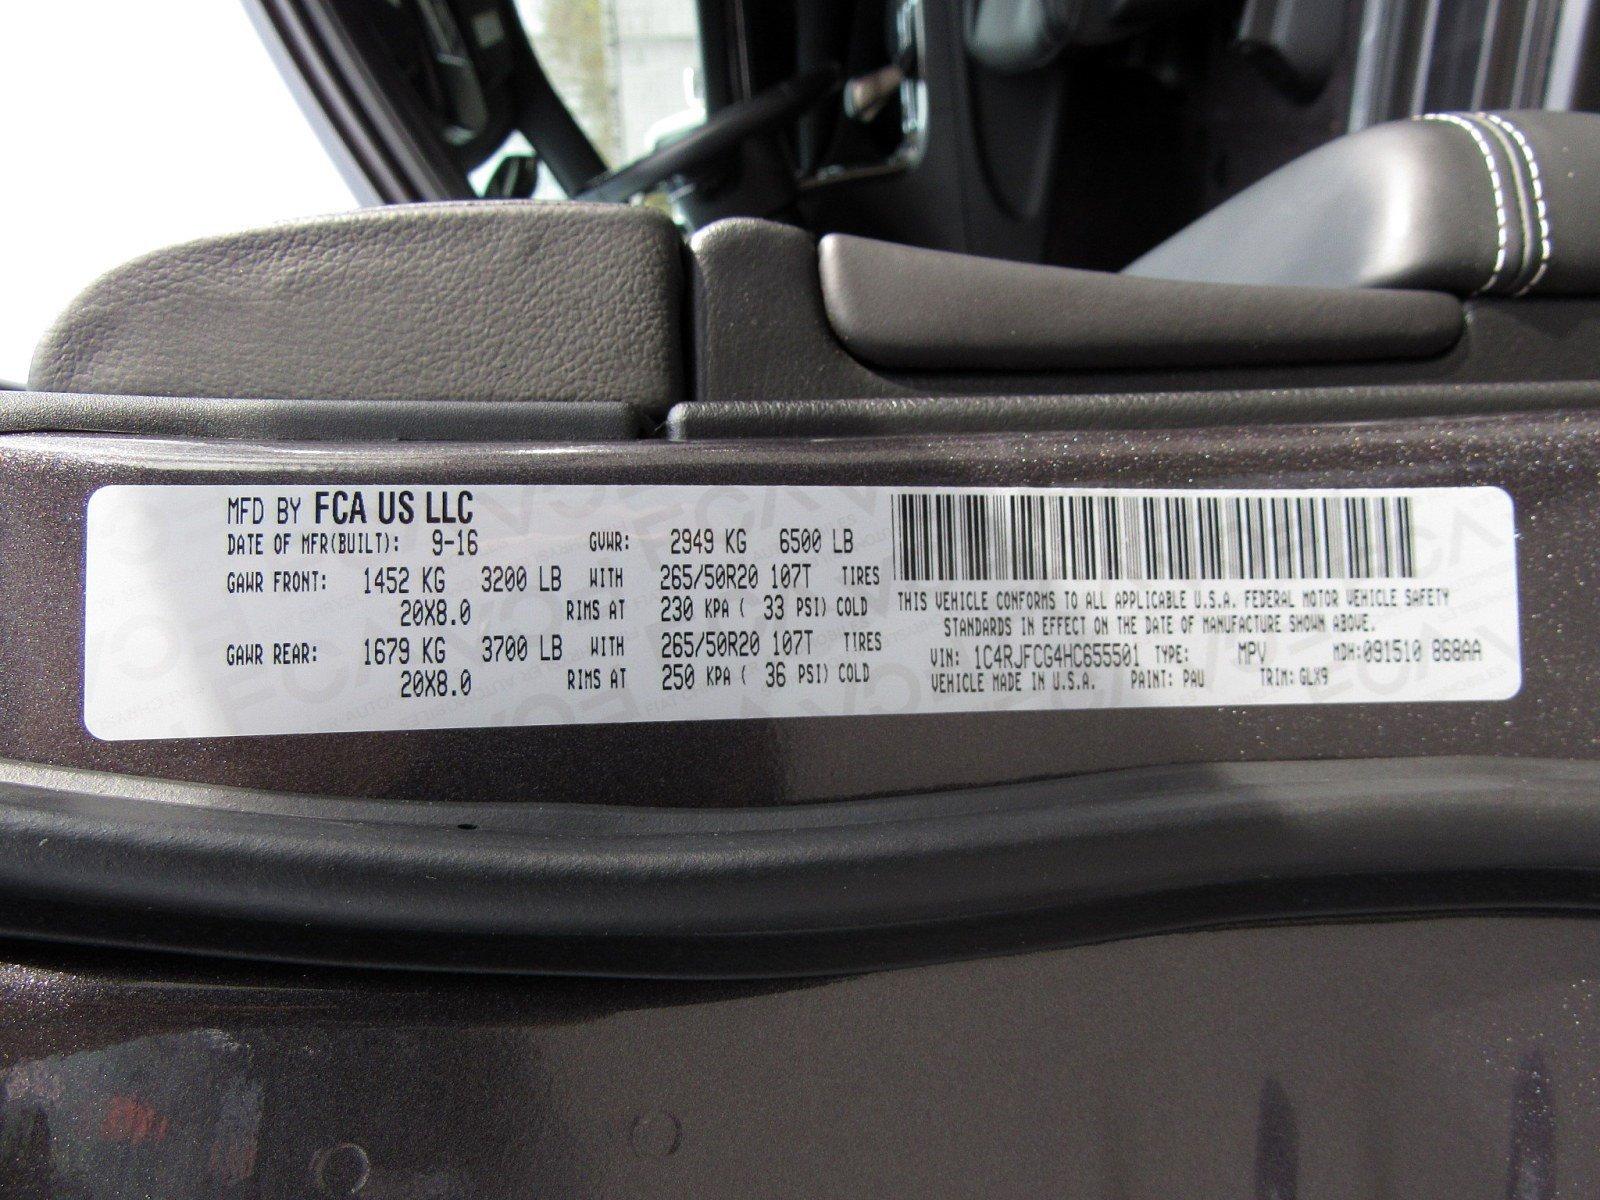 MFD BY FCA US LLC
DATE OF MFR(BUILT): 9-16 GVWR: 2949 KG 6500 LB
GAWR FRONT: 1452 KG 3200 LB WITH 265/50R20 107T TIRES
20X8.0 RIMS AT 230 KPA ( 33 PSI) COLD
GAWR REAR: 1679 KG 3700 LB WITH 265/50R20 107T TIRES
20X8.0 RIMS AT 250 KPA ( 36 PSI) COLD
THIS VEHICLE CONFORMS TO ALL APPLICABLE U.S.A. FEDERAL MOTOR VEHICLE SAFETY
STANDARDS IN EFFECT ON THE DATE OF MANUFACTURE SHOWN ABOVE.
VIN: 1C4RJFCG4HC655501 TYPE: MPV MDH:091510 868AA
VEHICLE MADE IN U.S.A. PAINT: PAU TRIM:GLX9